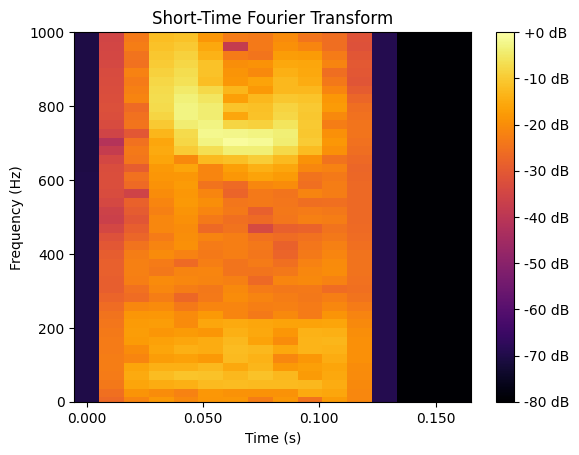 Short-Time Fourier Transform
1000
800
600
400
200
0
Frequency (Hz)
0.000
0.050
0.100
0.150
Time (s)
+0 dB
-10 dB
-20 dB
-30 dB
-40 dB
-50 dB
-60 dB
-70 dB
-80 dB